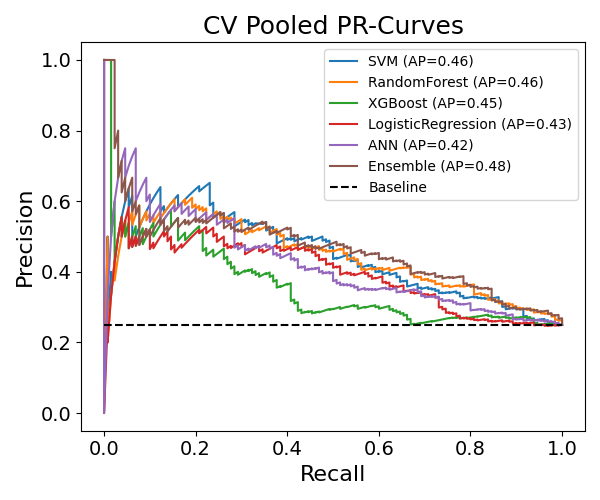 CV Pooled PR-Curves
SVM (AP=0.46)
RandomForest (AP=0.46)
XGBoost (AP=0.45)
LogisticRegression (AP=0.43)
ANN (AP=0.42)
Ensemble (AP=0.48)
Baseline
Precision
1.0
0.8
0.6
0.4
0.2
0.0
0.0 0.2 0.4 0.6 0.8 1.0
Recall